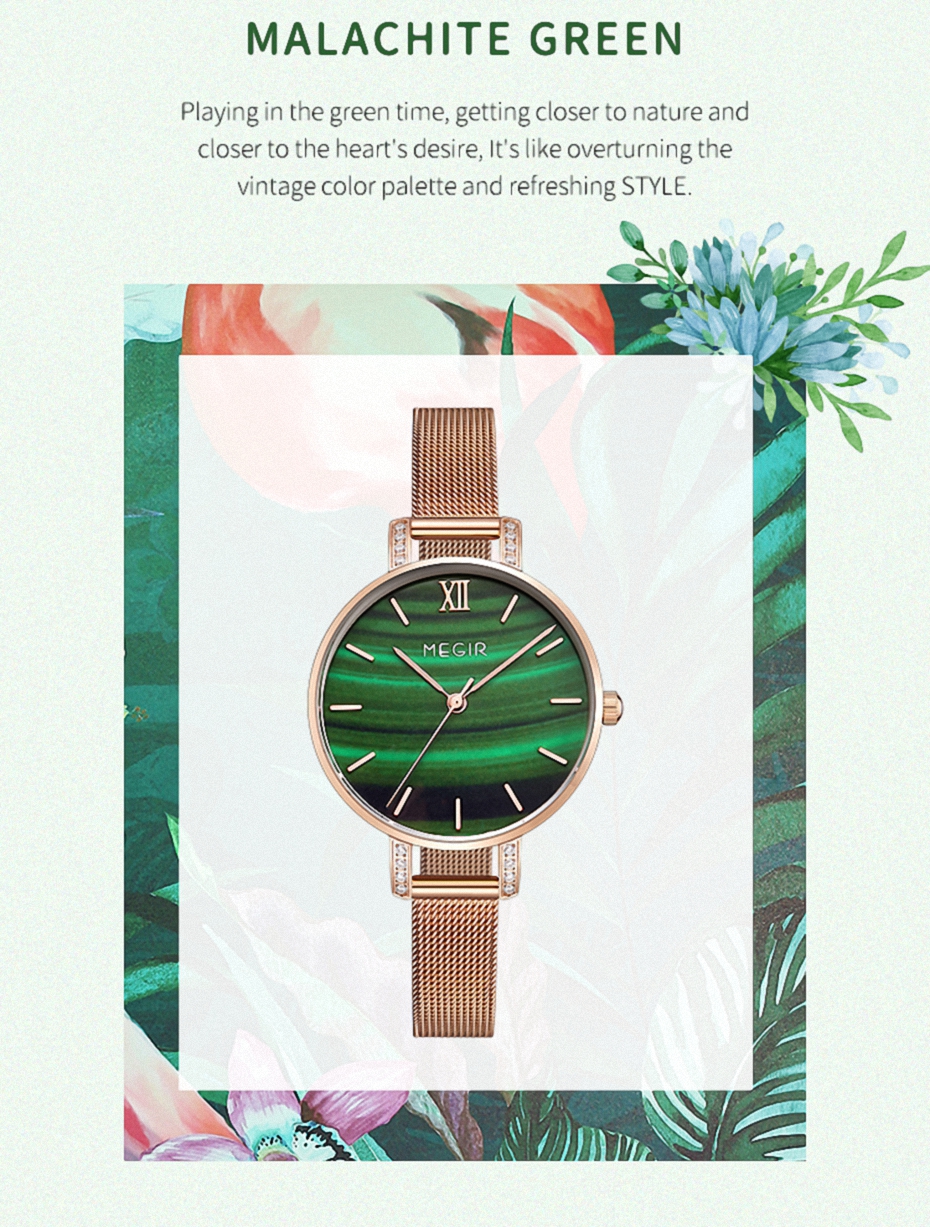 MALACHITE GREEN
Playing in the green time, getting closer to nature and
closer to the heart's desire, It's like overturning the
vintage color palette and refreshing STYLE.
XII
MEGIR